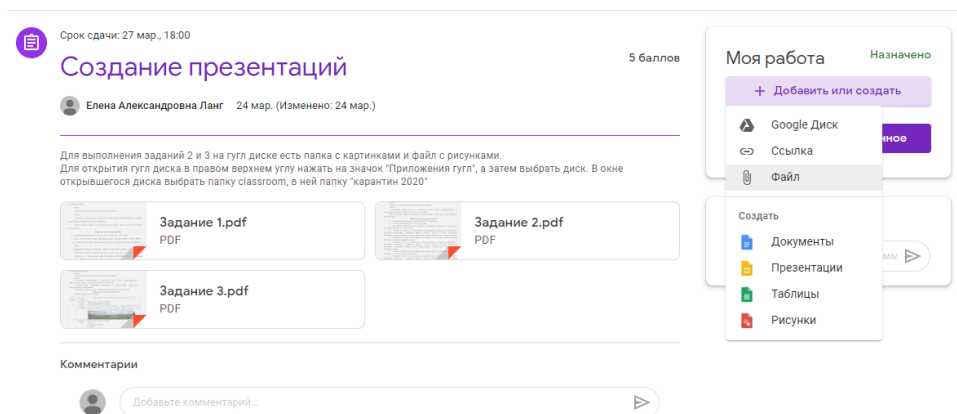 Срок сдачи: 27 мар., 18:00
Создание презентаций
5 баллов
Елена Александровна Ланг 24 мар. (Изменено: 24 мар.)
Для выполнения заданий 2 и 3 на гугл диске есть папка с картинками и файл с рисунками.
Для открытия гугл диска в правом верхнем углу нажать на значок "Приложения гугл", а затем выбрать диск. В окне
открывшегося диска выбрать папку classroom, в ней папку "карантин 2020"
Задание 1.pdf
PDF
Задание 2.pdf
PDF
Задание 3.pdf
PDF
Комментарии
Добавьте комментарий...
Моя работа
Назначено
+ Добавить или создать
Google Диск
Ссылка
Файл
Создать
Документы
Презентации
Таблицы
Рисунки